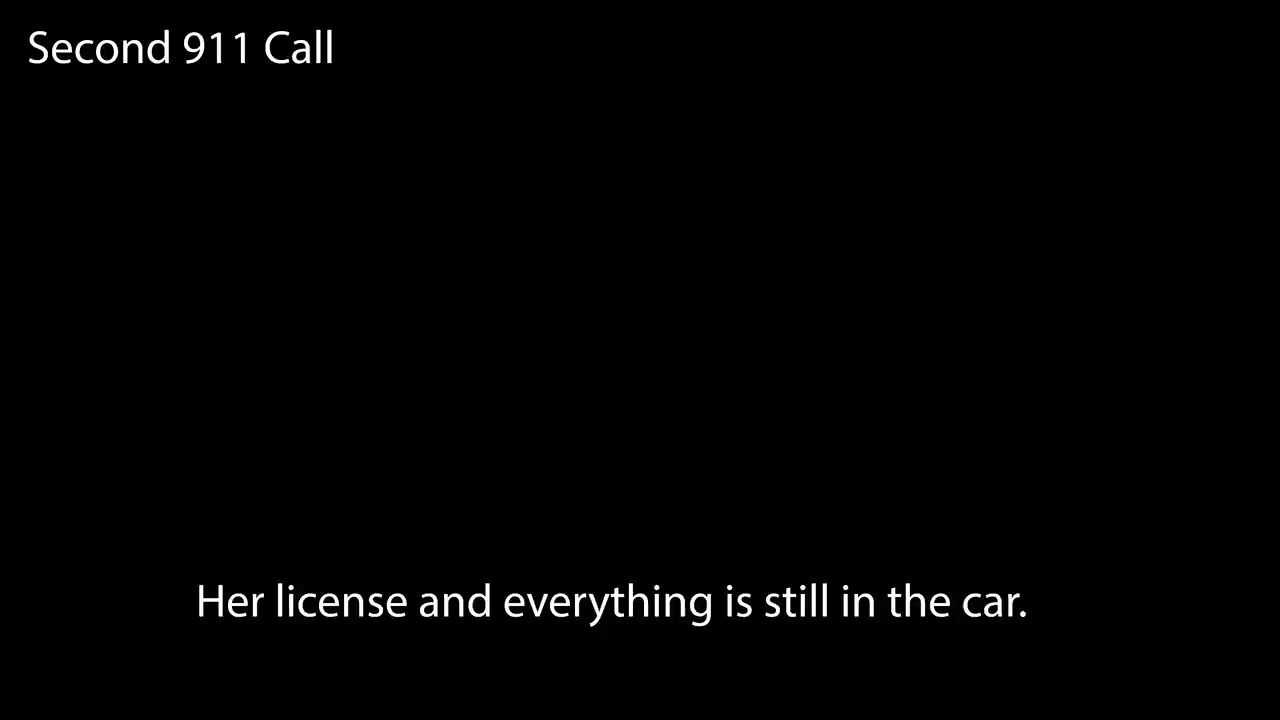 Second 911 Call
Her license and everything is still in the car.